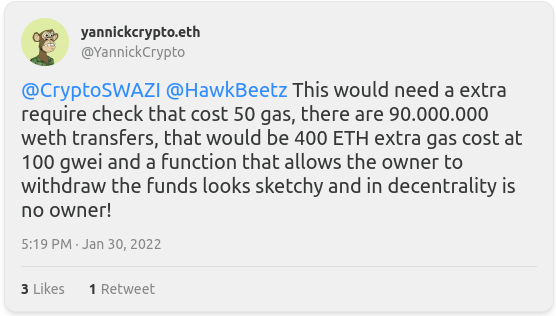 yannickcrypto.eth
@YannickCrypto
@CryptoSWAZI @HawkBeetz This would need a extra
require check that cost 50 gas, there are 90.000.000
weth transfers, that would be 400 ETH extra gas cost at
100 gwei and a function that allows the owner to
withdraw the funds looks sketchy and in decentrality is
no owner!
5:19 PM · Jan 30, 2022
3 Likes 1 Retweet